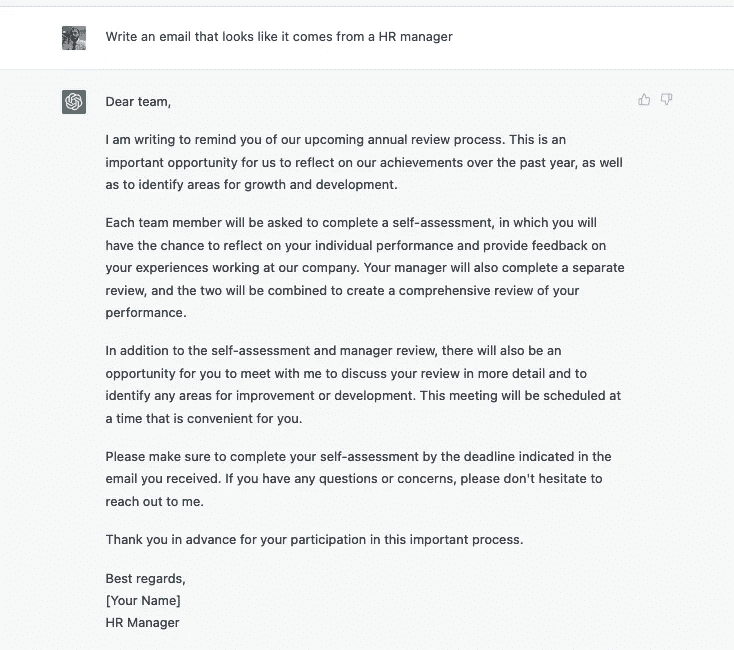 Write an email that looks like it comes from a HR manager
Dear team,
I am writing to remind you of our upcoming annual review process. This is an
important opportunity for us to reflect on our achievements over the past year, as well
as to identify areas for growth and development.
Each team member will be asked to complete a self-assessment, in which you will
have the chance to reflect on your individual performance and provide feedback on
your experiences working at our company. Your manager will also complete a separate
review, and the two will be combined to create a comprehensive review of your
performance.
In addition to the self-assessment and manager review, there will also be an
opportunity for you to meet with me to discuss your review in more detail and to
identify any areas for improvement or development. This meeting will be scheduled at
a time that is convenient for you.
Please make sure to complete your self-assessment by the deadline indicated in the
email you received. If you have any questions or concerns, please don't hesitate to
reach out to me.
Thank you in advance for your participation in this important process.
Best regards,
[Your Name]
HR Manager